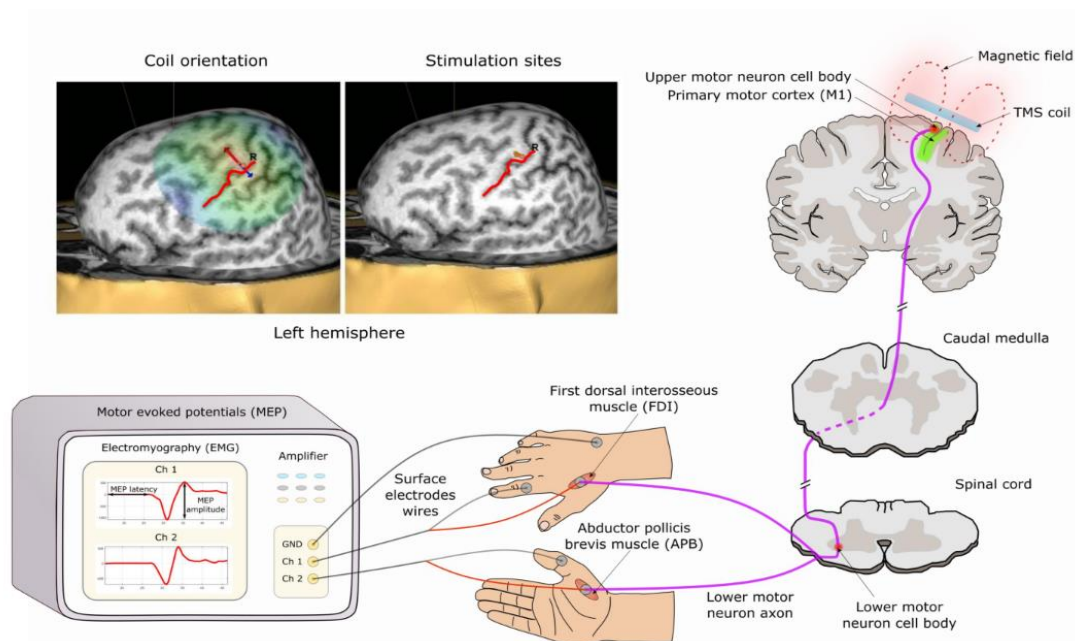 Coil orientation
Stimulation sites
R
R
Left hemisphere
Magnetic field
Upper motor neuron cell body
Primary motor cortex (M1)
TMS coil
Caudal medulla
Spinal cord
Lower motor
neuron cell body
Lower motor
neuron axon
First dorsal interosseous
muscle (FDI)
Abductor pollicis
brevis muscle (APB)
Surface
electrodes
wires
Motor evoked potentials (MEP)
Electromyography (EMG)
Ch 1
MEP latency
MEP
amplitude
Ch 2
Amplifier
GND
Ch 1
Ch 2